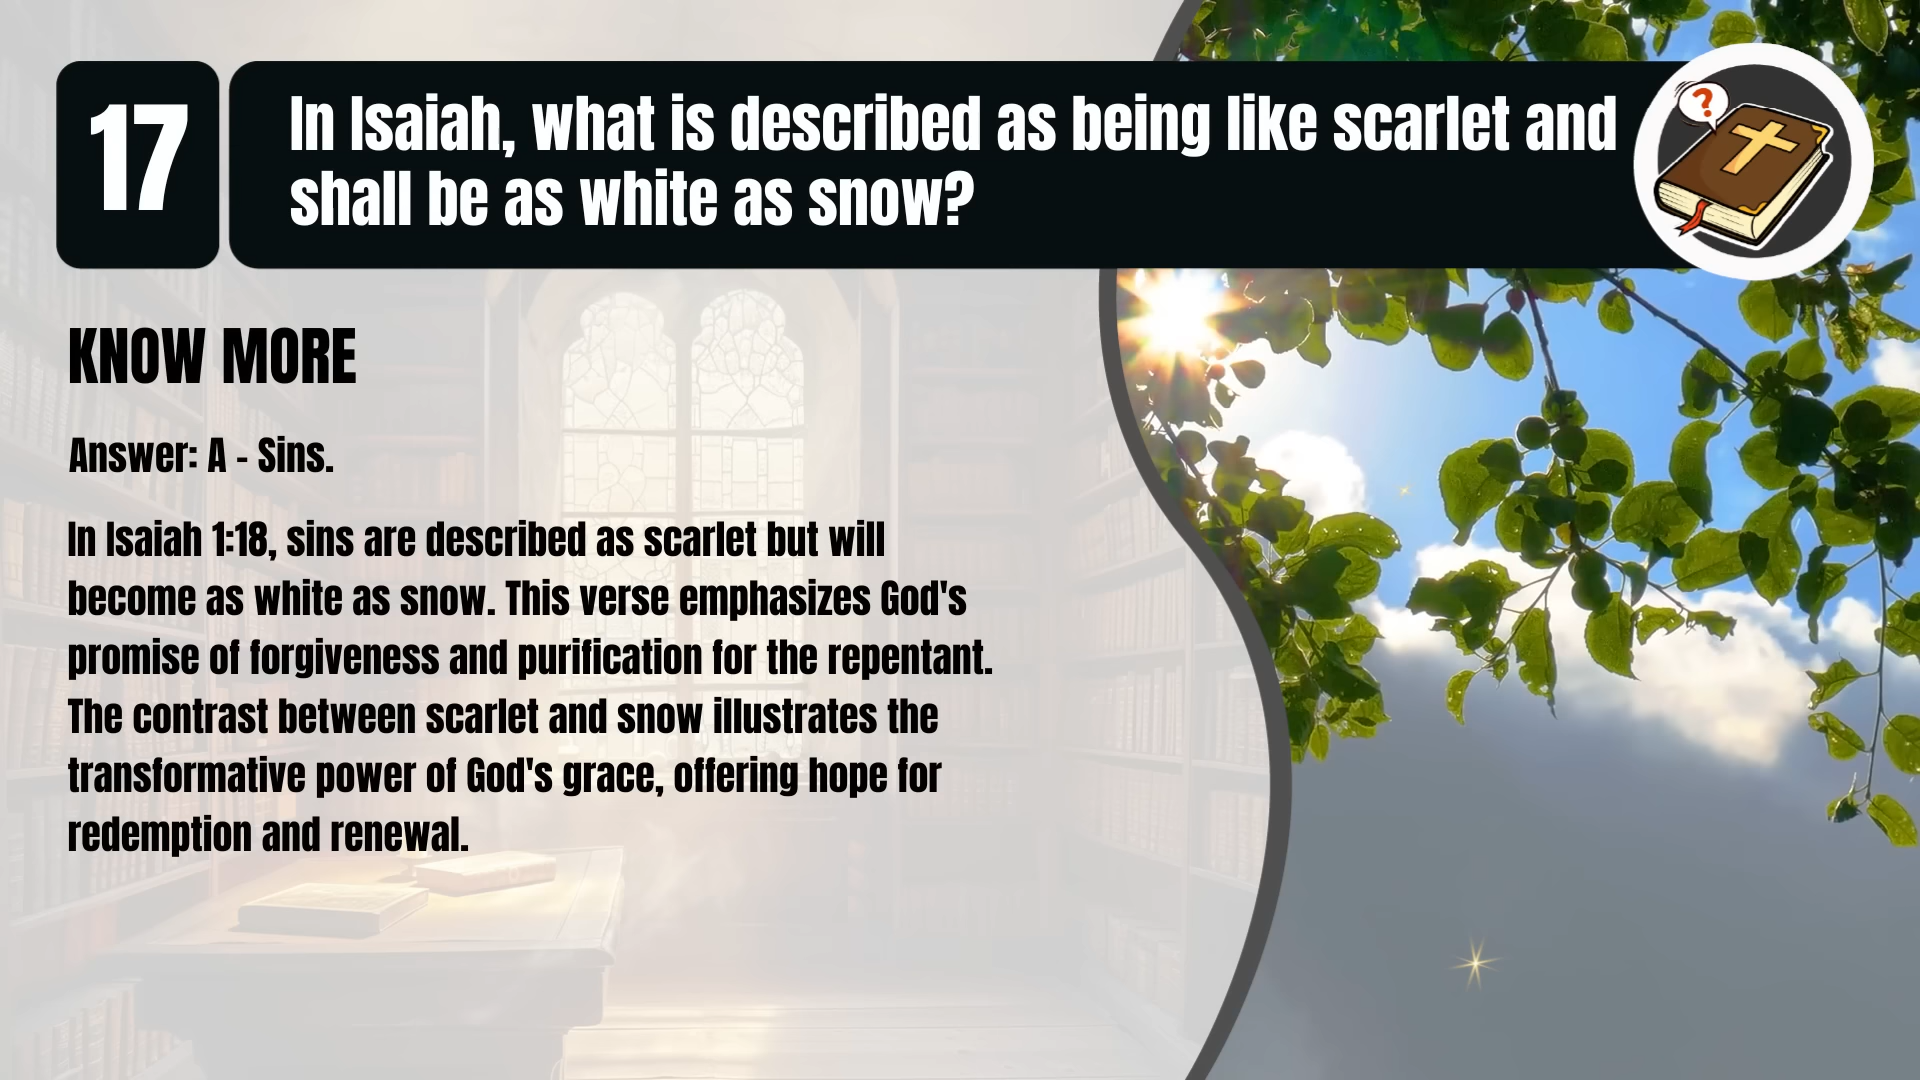 17
In Isaiah, what is described as being like scarlet and
shall be as white as snow?
?
KNOW MORE
Answer: A - Sins.
In Isaiah 1:18, sins are described as scarlet but will
become as white as snow. This verse emphasizes God's
promise of forgiveness and purification for the repentant.
The contrast between scarlet and snow illustrates the
transformative power of God's grace, offering hope for
redemption and renewal.